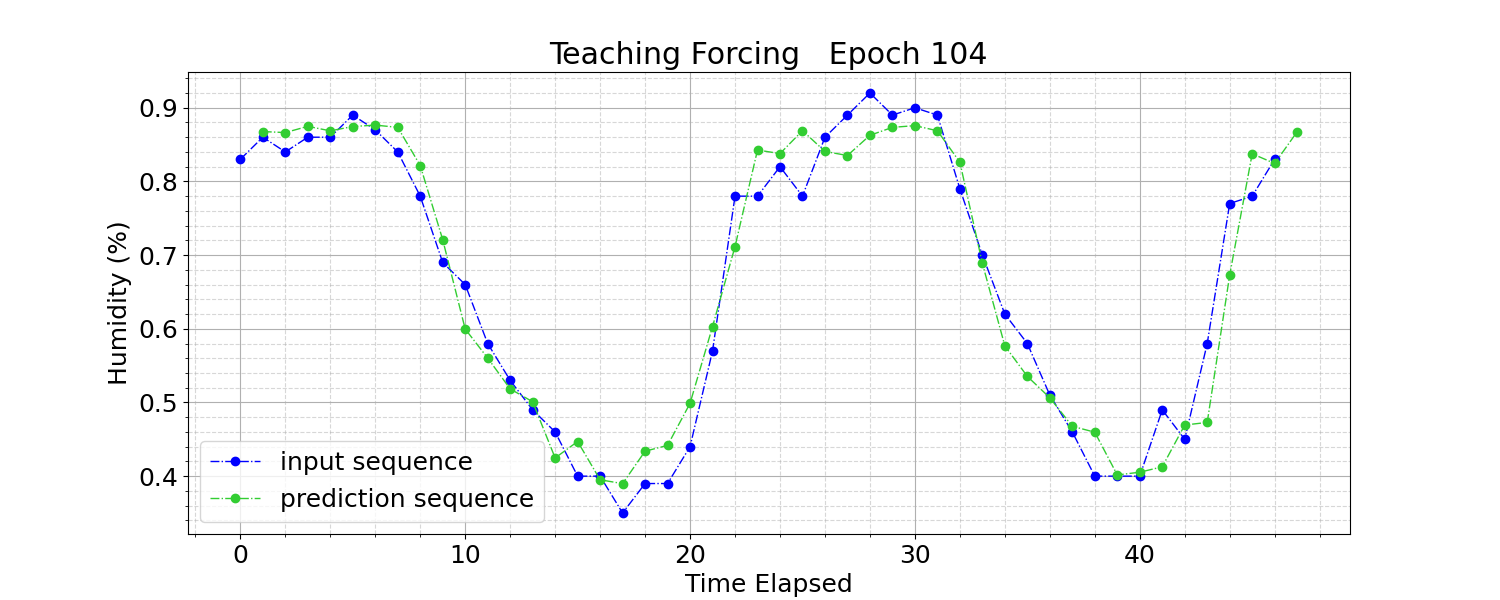 Teaching Forcing   Epoch 104
0.9
0.8
0.7
0.6
0.5
0.4
Humidity (%)
input sequence
prediction sequence
0 10 20 30 40
Time Elapsed